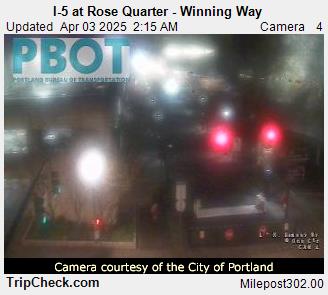 I-5 at Rose Quarter - Winning Way
Updated Apr 03 2025 2:15 AM Camera 4
PBOT
PORTLAND BUREAU OF TRANSPORTATION
Camera courtesy of the City of Portland
TripCheck.com Milepost302.00